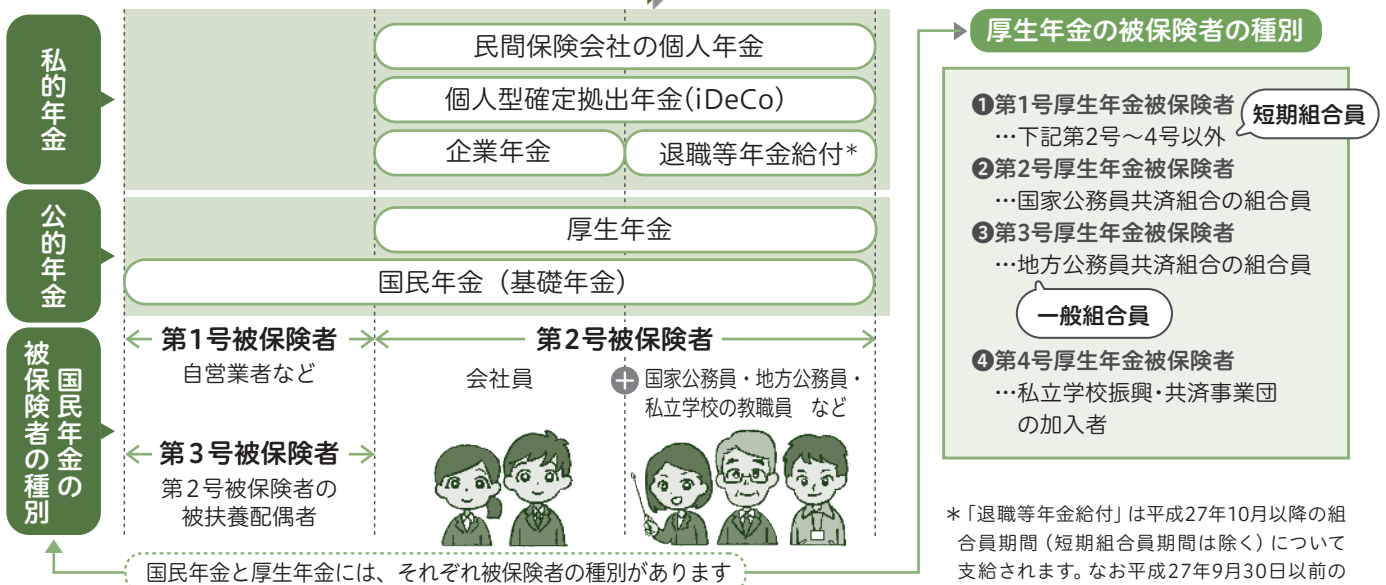 私的年金
民間保険会社の個人年金
個人型確定拠出年金(iDeCo)
企業年金
退職等年金給付*
公的年金
厚生年金
国民年金（基礎年金）
国民年金の
被保険者の種別
第1号被保険者
自営業者など
第3号被保険者
第2号被保険者の
被扶養配偶者
第2号被保険者
会社員
＋国家公務員・地方公務員・
私立学校の教職員　など
国民年金と厚生年金には、それぞれ被保険者の種別があります
厚生年金の被保険者の種別
❶第1号厚生年金被保険者
…下記第2号〜4号以外
短期組合員
❷第2号厚生年金被保険者
…国家公務員共済組合の組合員
❸第3号厚生年金被保険者
…地方公務員共済組合の組合員
一般組合員
❹第4号厚生年金被保険者
…私立学校振興・共済事業団
の加入者
＊「退職等年金給付」は平成27年10月以降の組
合員期間（短期組合員期間は除く）について
支給されます。なお平成27年9月30日以前の